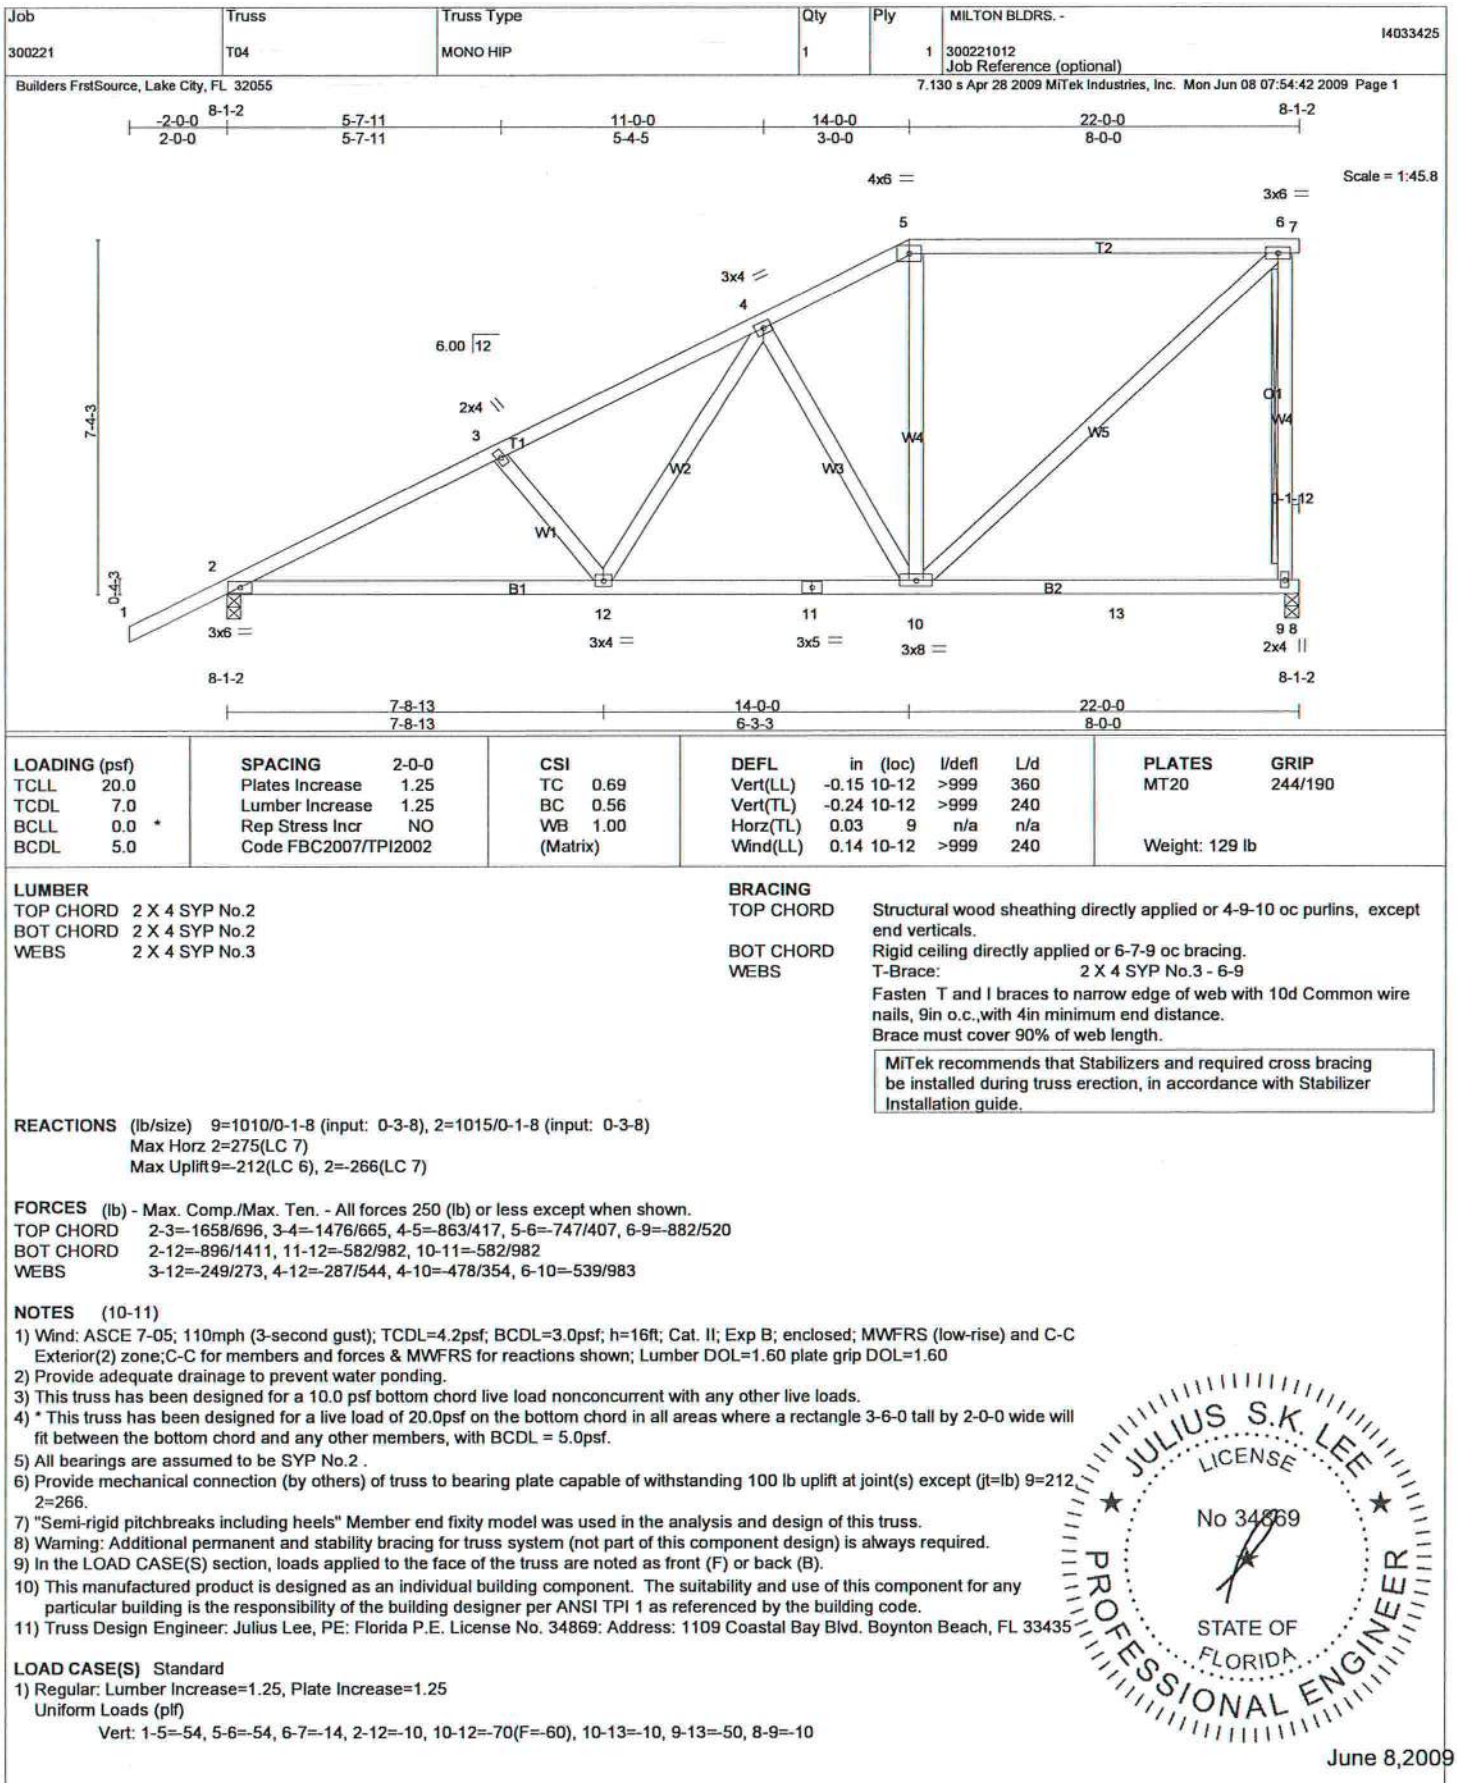 Job Truss Truss Type Qty Ply MILTON BLDRS. -
I4033425
300221 T04 MONO HIP 1 1 300221012
Job Reference (optional)
Builders FrstSource, Lake City, FL 32055 7.130 s Apr 28 2009 MiTek Industries, Inc. Mon Jun 08 07:54:42 2009 Page 1
8-1-2 8-1-2
-2-0-0 5-7-11 11-0-0 14-0-0 22-0-0
2-0-0 5-7-11 5-4-5 3-0-0 8-0-0
Scale = 1:45.8
4x6 =
3x6 =
5 6 7
T2
3x4
4
6.00 12
2x4
3 T1
7-4-3
O1
W4
W5
W4
W2 W3
0-1-12
W1
2
0-4-3
B1 B2
1
12 11 10 13
3x6 = 3x4 = 3x5 = 3x8 = 9 8
2x4 ||
8-1-2 8-1-2
7-8-13 14-0-0 22-0-0
7-8-13 6-3-3 8-0-0
LOADING (psf)
TCLL 20.0
TCDL 7.0
BCLL 0.0 *
BCDL 5.0
SPACING 2-0-0
Plates Increase 1.25
Lumber Increase 1.25
Rep Stress Incr NO
Code FBC2007/TPI2002
CSI
TC 0.69
BC 0.56
WB 1.00
(Matrix)
DEFL in (loc) l/defl L/d
Vert(LL) -0.15 10-12 >999 360
Vert(TL) -0.24 10-12 >999 240
Horz(TL) 0.03 9 n/a n/a
Wind(LL) 0.14 10-12 >999 240
PLATES GRIP
MT20 244/190
Weight: 129 lb
LUMBER
TOP CHORD 2 X 4 SYP No.2
BOT CHORD 2 X 4 SYP No.2
WEBS 2 X 4 SYP No.3
BRACING
TOP CHORD Structural wood sheathing directly applied or 4-9-10 oc purlins, except
end verticals.
BOT CHORD Rigid ceiling directly applied or 6-7-9 oc bracing.
WEBS T-Brace: 2 X 4 SYP No.3 - 6-9
Fasten T and I braces to narrow edge of web with 10d Common wire
nails, 9in o.c.,with 4in minimum end distance.
Brace must cover 90% of web length.
MiTek recommends that Stabilizers and required cross bracing
be installed during truss erection, in accordance with Stabilizer
Installation guide.
REACTIONS (lb/size) 9=1010/0-1-8 (input: 0-3-8), 2=1015/0-1-8 (input: 0-3-8)
Max Horz 2=275(LC 7)
Max Uplift 9=-212(LC 6), 2=-266(LC 7)
FORCES (lb) - Max. Comp./Max. Ten. - All forces 250 (lb) or less except when shown.
TOP CHORD 2-3=-1658/696, 3-4=-1476/665, 4-5=-863/417, 5-6=-747/407, 6-9=-882/520
BOT CHORD 2-12=-896/1411, 11-12=-582/982, 10-11=-582/982
WEBS 3-12=-249/273, 4-12=-287/544, 4-10=-478/354, 6-10=-539/983
NOTES (10-11)
1) Wind: ASCE 7-05; 110mph (3-second gust); TCDL=4.2psf; BCDL=3.0psf; h=16ft; Cat. II; Exp B; enclosed; MWFRS (low-rise) and C-C
Exterior(2) zone;C-C for members and forces & MWFRS for reactions shown; Lumber DOL=1.60 plate grip DOL=1.60
2) Provide adequate drainage to prevent water ponding.
3) This truss has been designed for a 10.0 psf bottom chord live load nonconcurrent with any other live loads.
4) * This truss has been designed for a live load of 20.0psf on the bottom chord in all areas where a rectangle 3-6-0 tall by 2-0-0 wide will
fit between the bottom chord and any other members, with BCDL = 5.0psf.
5) All bearings are assumed to be SYP No.2 .
6) Provide mechanical connection (by others) of truss to bearing plate capable of withstanding 100 lb uplift at joint(s) except (jt=lb) 9=212,
2=266.
7) "Semi-rigid pitchbreaks including heels" Member end fixity model was used in the analysis and design of this truss.
8) Warning: Additional permanent and stability bracing for truss system (not part of this component design) is always required.
9) In the LOAD CASE(S) section, loads applied to the face of the truss are noted as front (F) or back (B).
10) This manufactured product is designed as an individual building component. The suitability and use of this component for any
particular building is the responsibility of the building designer per ANSI TPI 1 as referenced by the building code.
11) Truss Design Engineer: Julius Lee, PE: Florida P.E. License No. 34869: Address: 1109 Coastal Bay Blvd. Boynton Beach, FL 33435
LOAD CASE(S) Standard
1) Regular: Lumber Increase=1.25, Plate Increase=1.25
Uniform Loads (plf)
Vert: 1-5=-54, 5-6=-54, 6-7=-14, 2-12=-10, 10-12=-70(F=-60), 10-13=-10, 9-13=-50, 8-9=-10
JULIUS S.K. LEE
LICENSE
No 34869
STATE OF
FLORIDA
PROFESSIONAL ENGINEER
June 8,2009